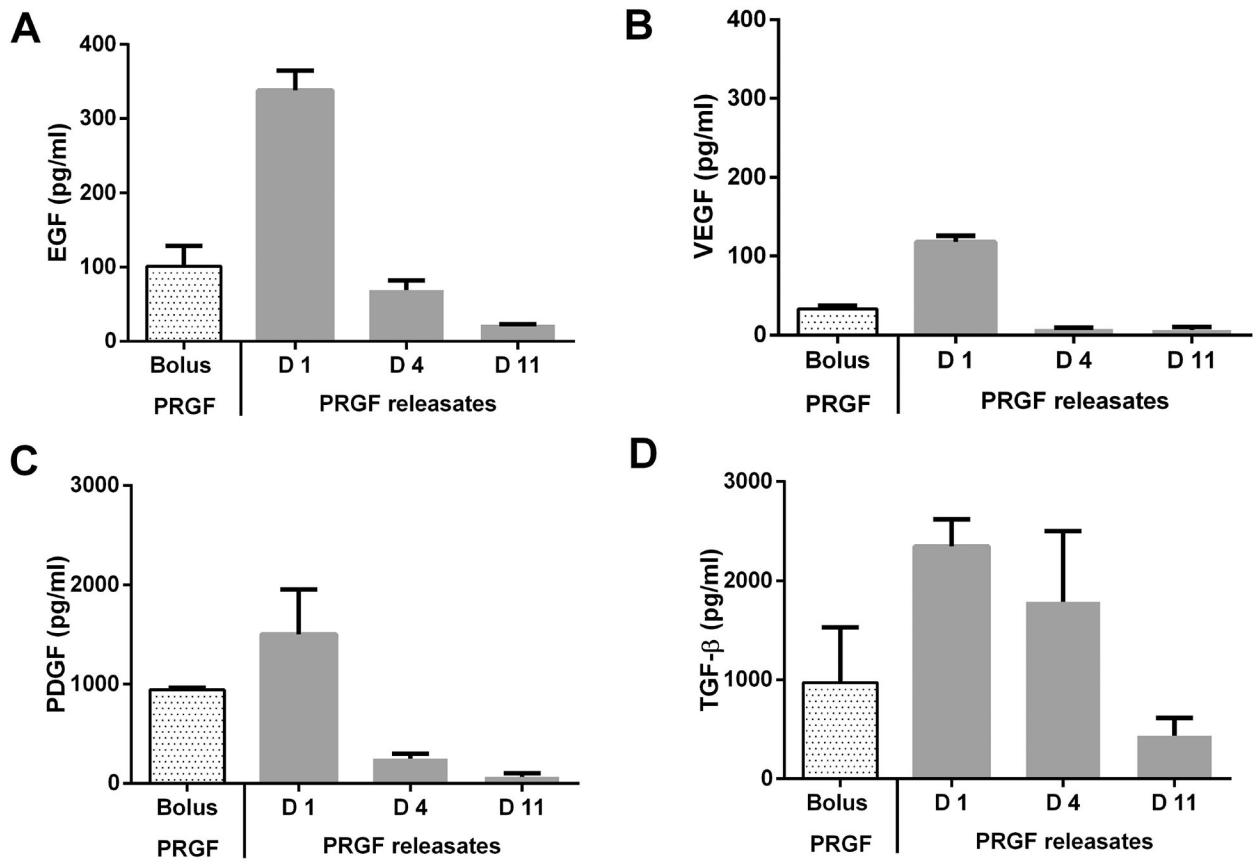 A
EGF (pg/ml)
400
300
200
100
0
Bolus D 1 D 4 D 11
PRGF PRGF releasates
B
VEGF (pg/ml)
400
300
200
100
0
Bolus D 1 D 4 D 11
PRGF PRGF releasates
C
PDGF (pg/ml)
3000
2000
1000
0
Bolus D 1 D 4 D 11
PRGF PRGF releasates
D
TGF-β (pg/ml)
3000
2000
1000
0
Bolus D 1 D 4 D 11
PRGF PRGF releasates